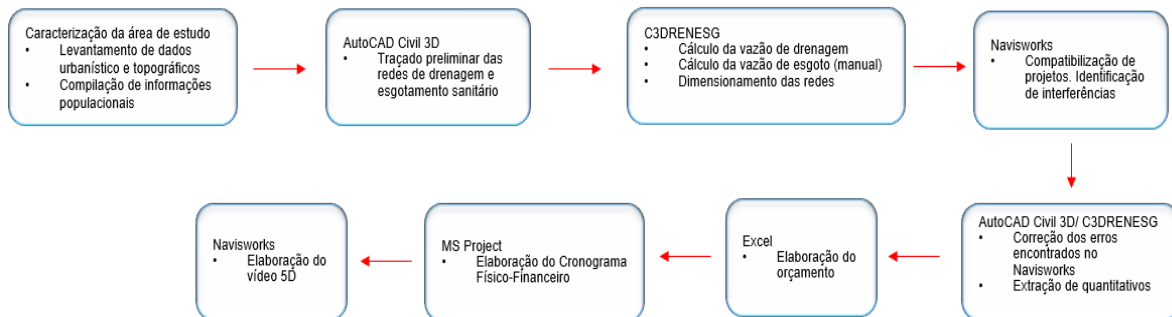 Caracterização da área de estudo
• Levantamento de dados
urbanístico e topográficos
• Compilação de informações
populacionais
AutoCAD Civil 3D
• Traçado preliminar das
redes de drenagem e
esgotamento sanitário
C3DRENESG
• Cálculo da vazão de drenagem
• Cálculo da vazão de esgoto (manual)
• Dimensionamento das redes
Navisworks
• Compatibilização de
projetos. Identificação
de interferências
AutoCAD Civil 3D/ C3DRENESG
• Correção dos erros
encontrados no
Navisworks
• Extração de quantitativos
Excel
• Elaboração do
orçamento
MS Project
• Elaboração do Cronograma
Físico-Financeiro
Navisworks
• Elaboração do
vídeo 5D